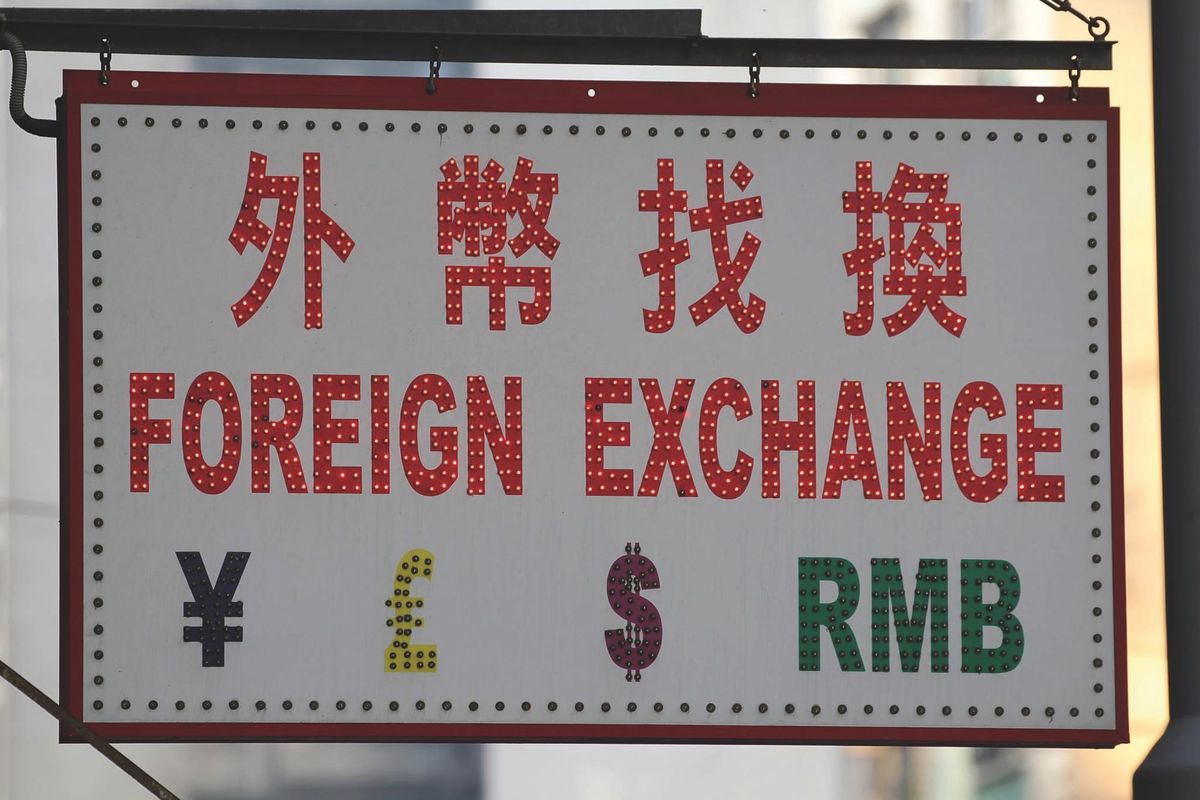 外幣找換
FOREIGN EXCHANGE
¥ £ $ RMB